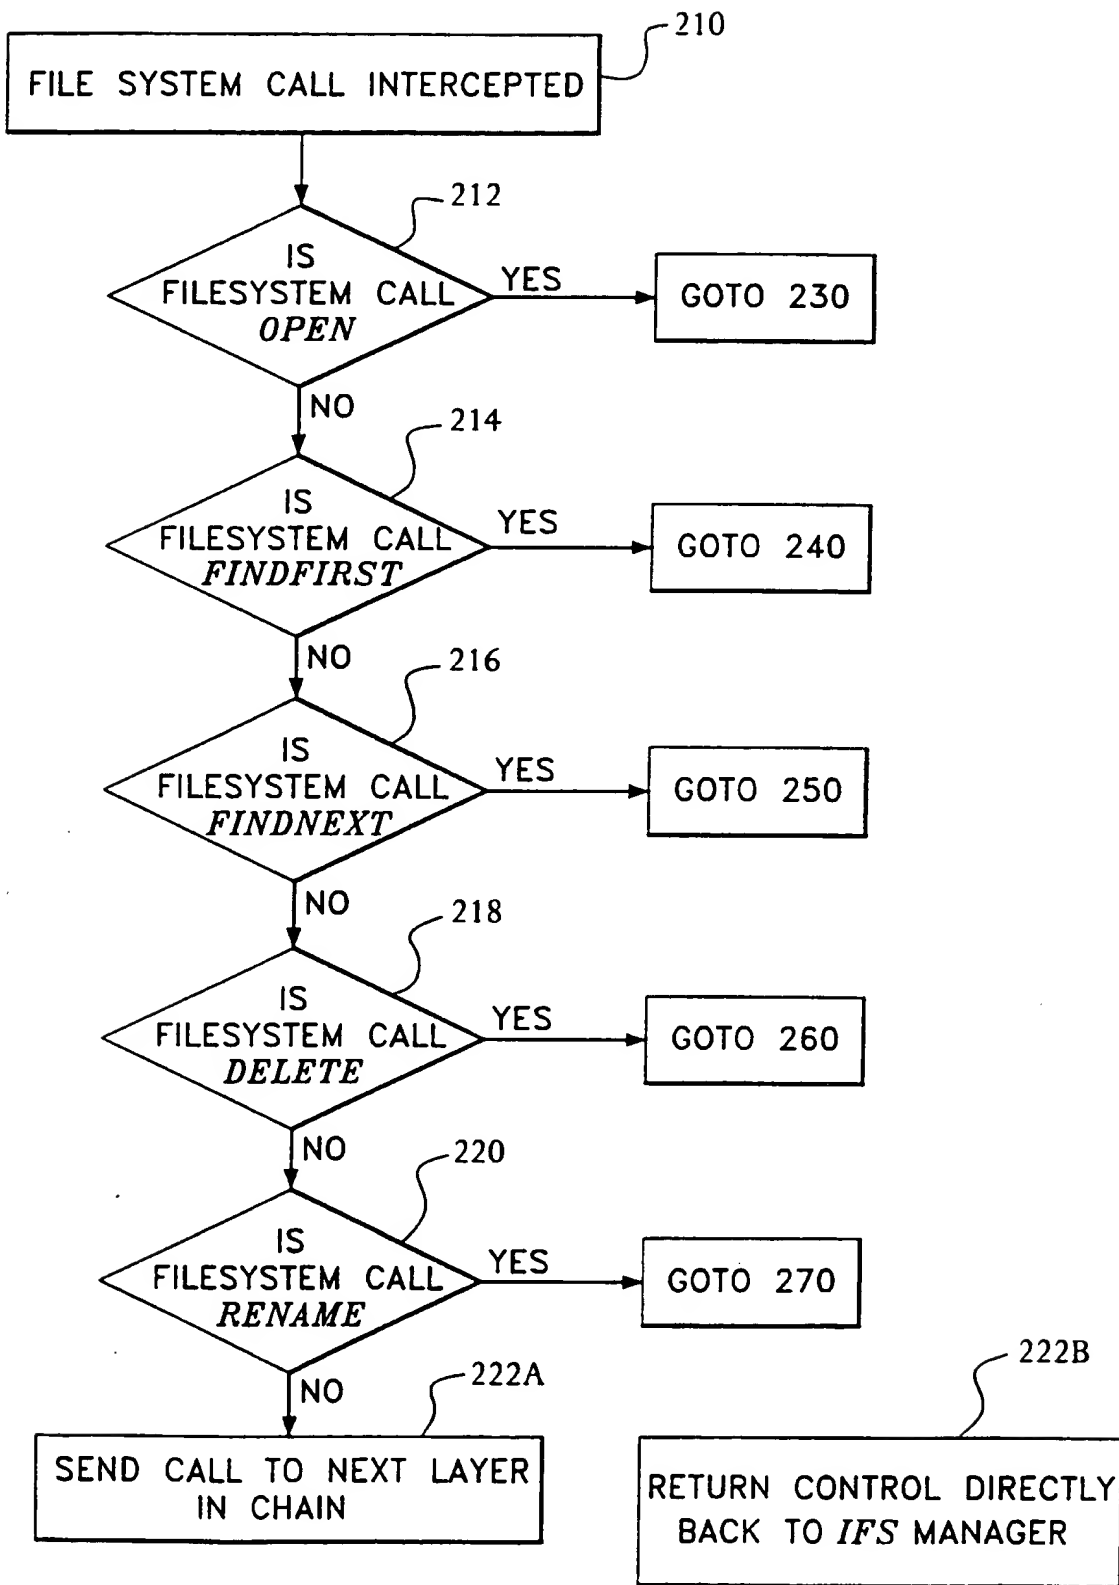 210
FILE SYSTEM CALL INTERCEPTED
212
IS
FILESYSTEM CALL
OPEN
YES
GOTO 230
NO
214
IS
FILESYSTEM CALL
FINDFIRST
YES
GOTO 240
NO
216
IS
FILESYSTEM CALL
FINDNEXT
YES
GOTO 250
NO
218
IS
FILESYSTEM CALL
DELETE
YES
GOTO 260
NO
220
IS
FILESYSTEM CALL
RENAME
YES
GOTO 270
NO
222A
SEND CALL TO NEXT LAYER
IN CHAIN
222B
RETURN CONTROL DIRECTLY
BACK TO IFS MANAGER